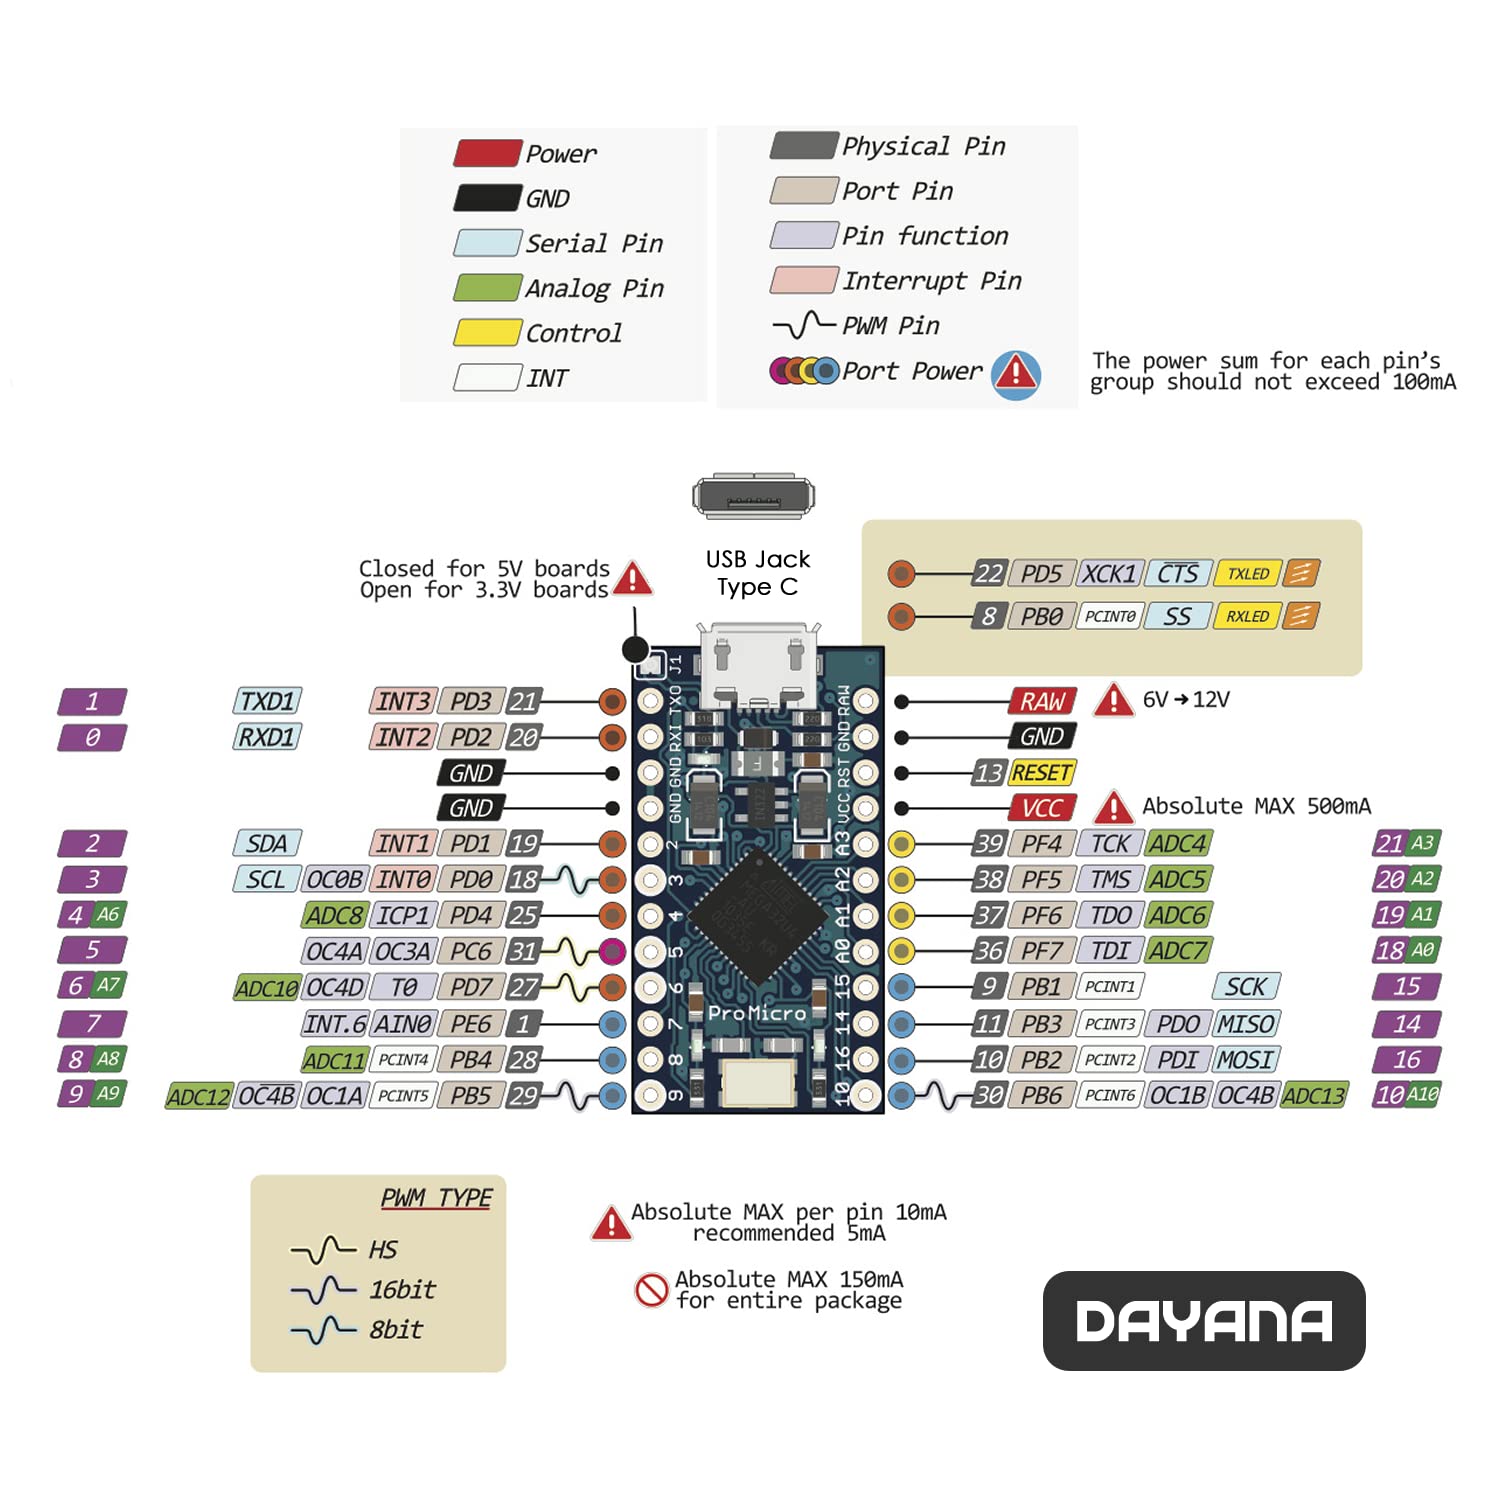 Power
GND
Serial Pin
Analog Pin
Control
INT
Physical Pin
Port Pin
Pin function
Interrupt Pin
PWM Pin
Port Power
The power sum for each pin's
group should not exceed 100mA
USB Jack
Type C
Closed for 5V boards
Open for 3.3V boards
22 PD5 XCK1 CTS TXLED
8 PB0 PCINT0 SS RXLED
J1
1 TXD1 INT3 PD3 21 TXO RAW RAW 6V→12V
0 RXD1 INT2 PD2 20 RXI GND GND
GND GND RST 13 RESET
GND GND VCC VCC Absolute MAX 500mA
2 SDA INT1 PD1 19 2 A3 39 PF4 TCK ADC4 21 A3
3 SCL OC0B INT0 PD0 18 3 A2 38 PF5 TMS ADC5 20 A2
4 A6 ADC8 ICP1 PD4 25 4 A1 37 PF6 TDO ADC6 19 A1
5 OC4A OC3A PC6 31 5 A0 36 PF7 TDI ADC7 18 A0
6 A7 ADC10 OC4D T0 PD7 27 6 15 9 PB1 PCINT1 SCK 15
ProMicro
7 INT.6 AIN0 PE6 1 7 14 11 PB3 PCINT3 PDO MISO 14
8 A8 ADC11 PCINT4 PB4 28 8 16 10 PB2 PCINT2 PDI MOSI 16
9 A9 ADC12 OC4B OC1A PCINT5 PB5 29 9 10 30 PB6 PCINT6 OC1B OC4B ADC13 10 A10
PWM TYPE
HS
16bit
8bit
Absolute MAX per pin 10mA
recommended 5mA
Absolute MAX 150mA
for entire package
DAYANA